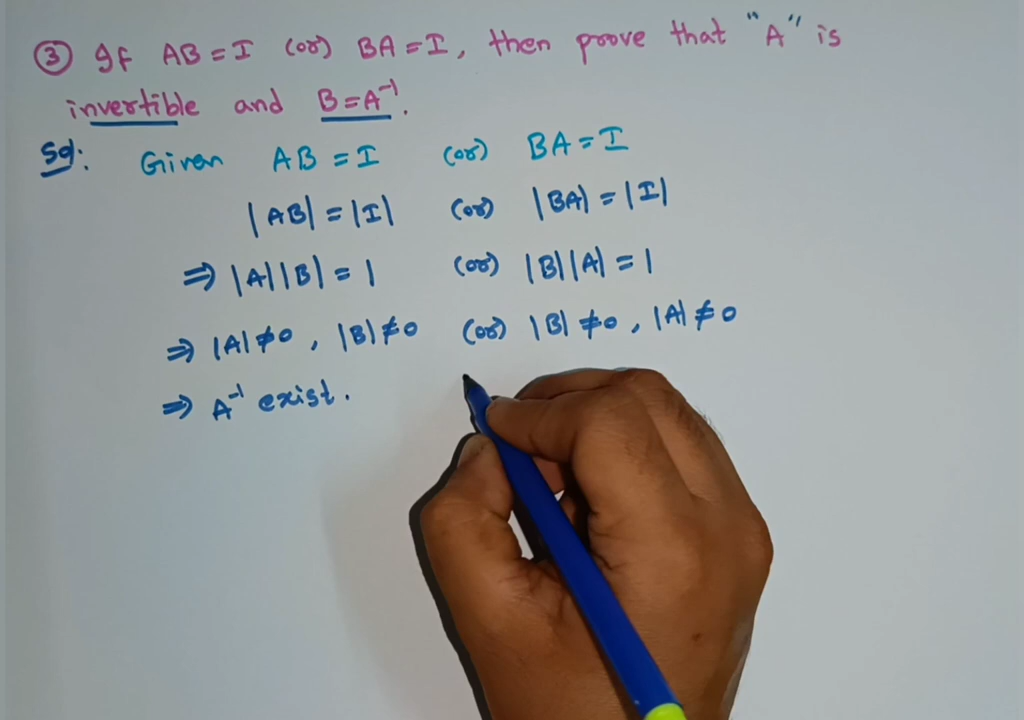 ③ If AB = I (or) BA = I, then prove that "A" is
invertible and B = A⁻¹.
Sol: Given AB = I (or) BA = I
|AB| = |I| (or) |BA| = |I|
⇒ |A||B| = 1 (or) |B||A| = 1
⇒ |A| ≠ 0, |B| ≠ 0 (or) |B| ≠ 0, |A| ≠ 0
⇒ A⁻¹ exist.